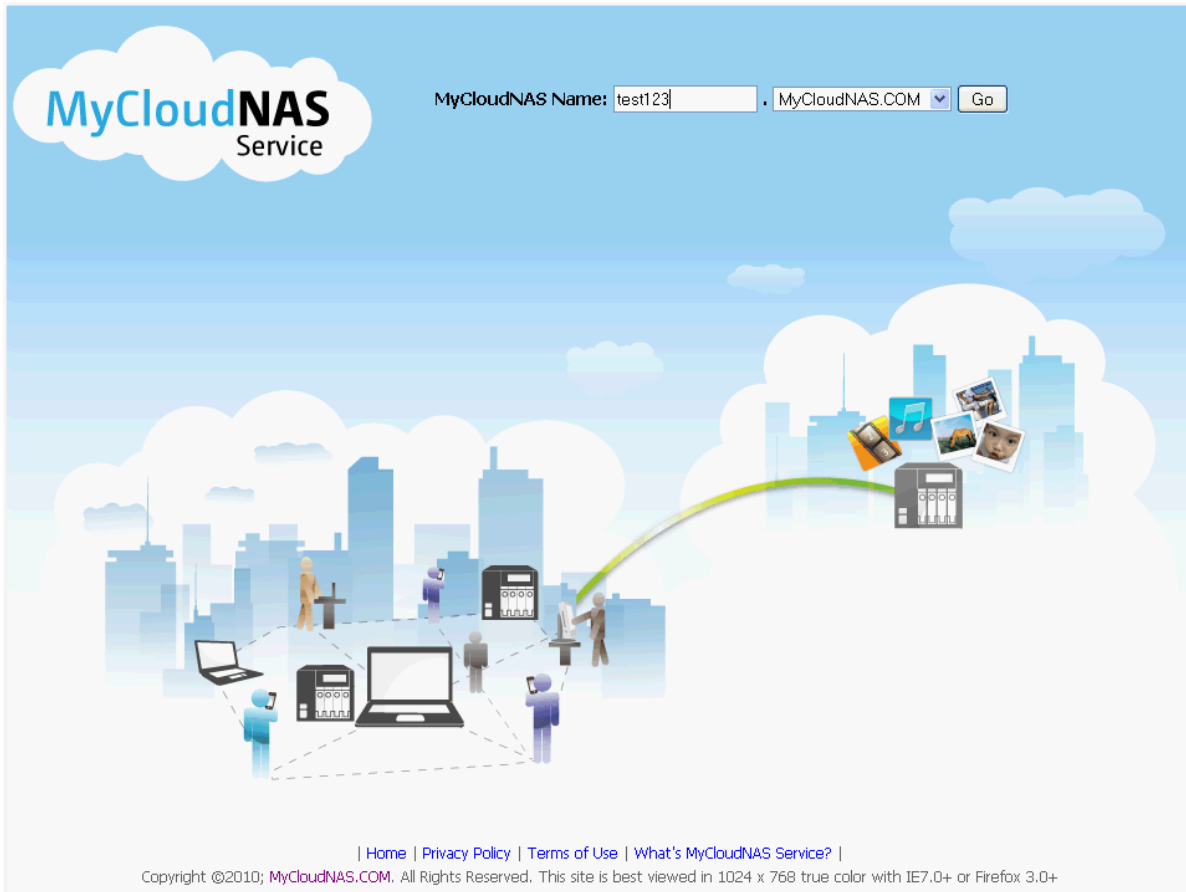 MyCloudNAS
Service
MyCloudNAS Name: test123 . MyCloudNAS.COM Go
| Home | Privacy Policy | Terms of Use | What's MyCloudNAS Service? |
Copyright ©2010; MyCloudNAS.COM. All Rights Reserved. This site is best viewed in 1024 x 768 true color with IE7.0+ or Firefox 3.0+